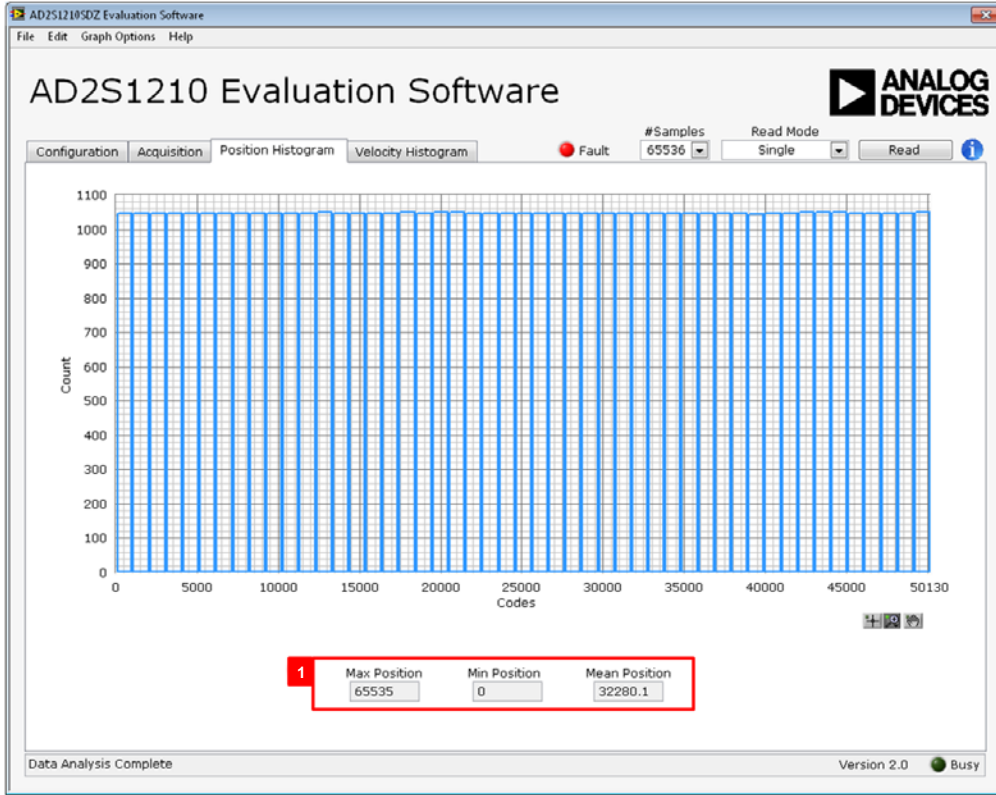 AD2S1210SDZ Evaluation Software
File Edit Graph Options Help
AD2S1210 Evaluation Software
ANALOG
DEVICES
#Samples Read Mode
Configuration Acquisition Position Histogram Velocity Histogram Fault 65536 Single Read i
1100
1000
900
800
700
600
500
400
300
200
100
0
Count
0 5000 10000 15000 20000 25000 30000 35000 40000 45000 50130
Codes
1
Max Position Min Position Mean Position
65535 0 32280.1
Data Analysis Complete Version 2.0 Busy